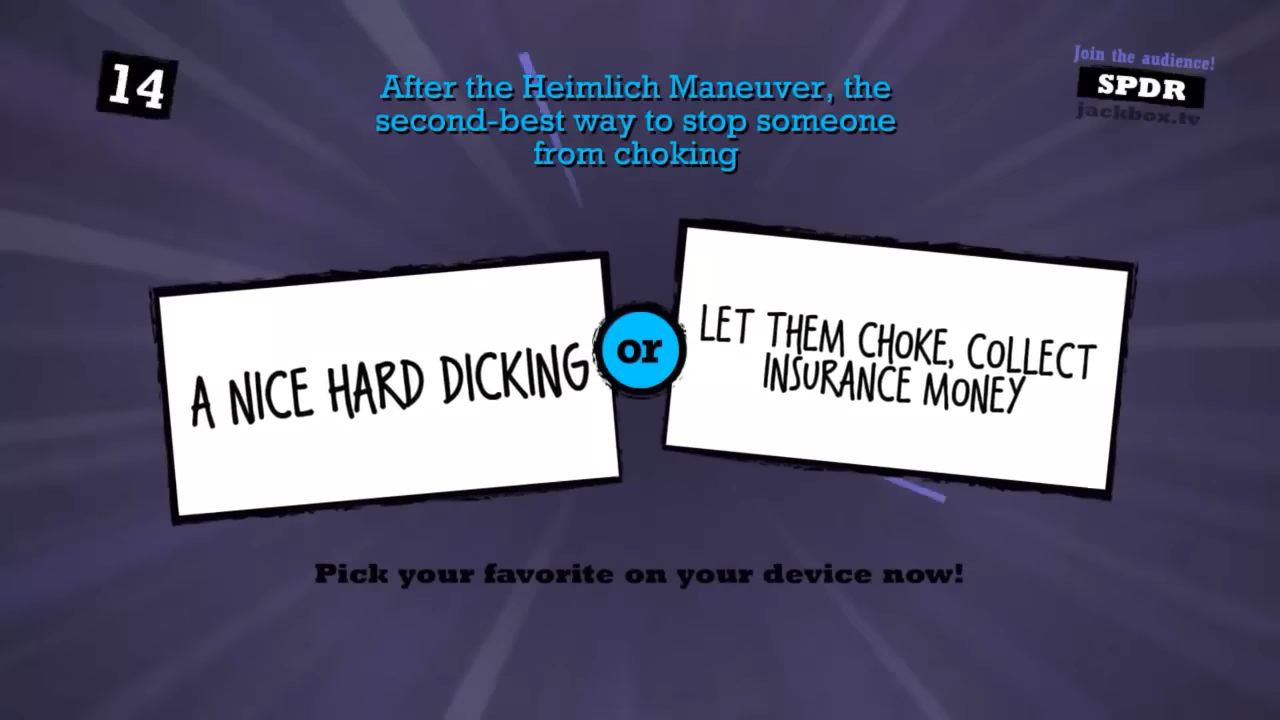 14
After the Heimlich Maneuver, the
second-best way to stop someone
from choking
Join the audience!
SPDR
jackbox.tv
A NICE HARD DICKING
or
LET THEM CHOKE, COLLECT
INSURANCE MONEY
Pick your favorite on your device now!